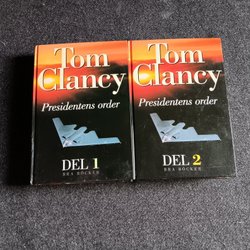 Tom
Clancy
Presidentens order
DEL 1
BRA BÖCKER
Tom
Clancy
Presidentens order
DEL 2
BRA BÖCKER